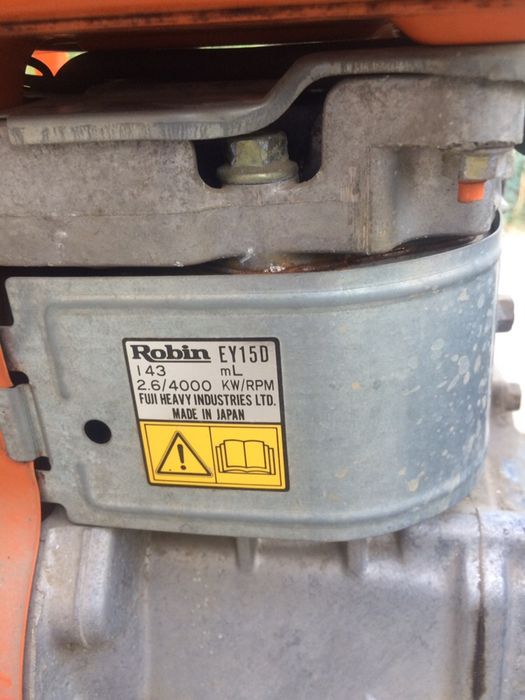 Robin EY15D
143 mL
2.6/4000 KW/RPM
FUJI HEAVY INDUSTRIES LTD.
MADE IN JAPAN